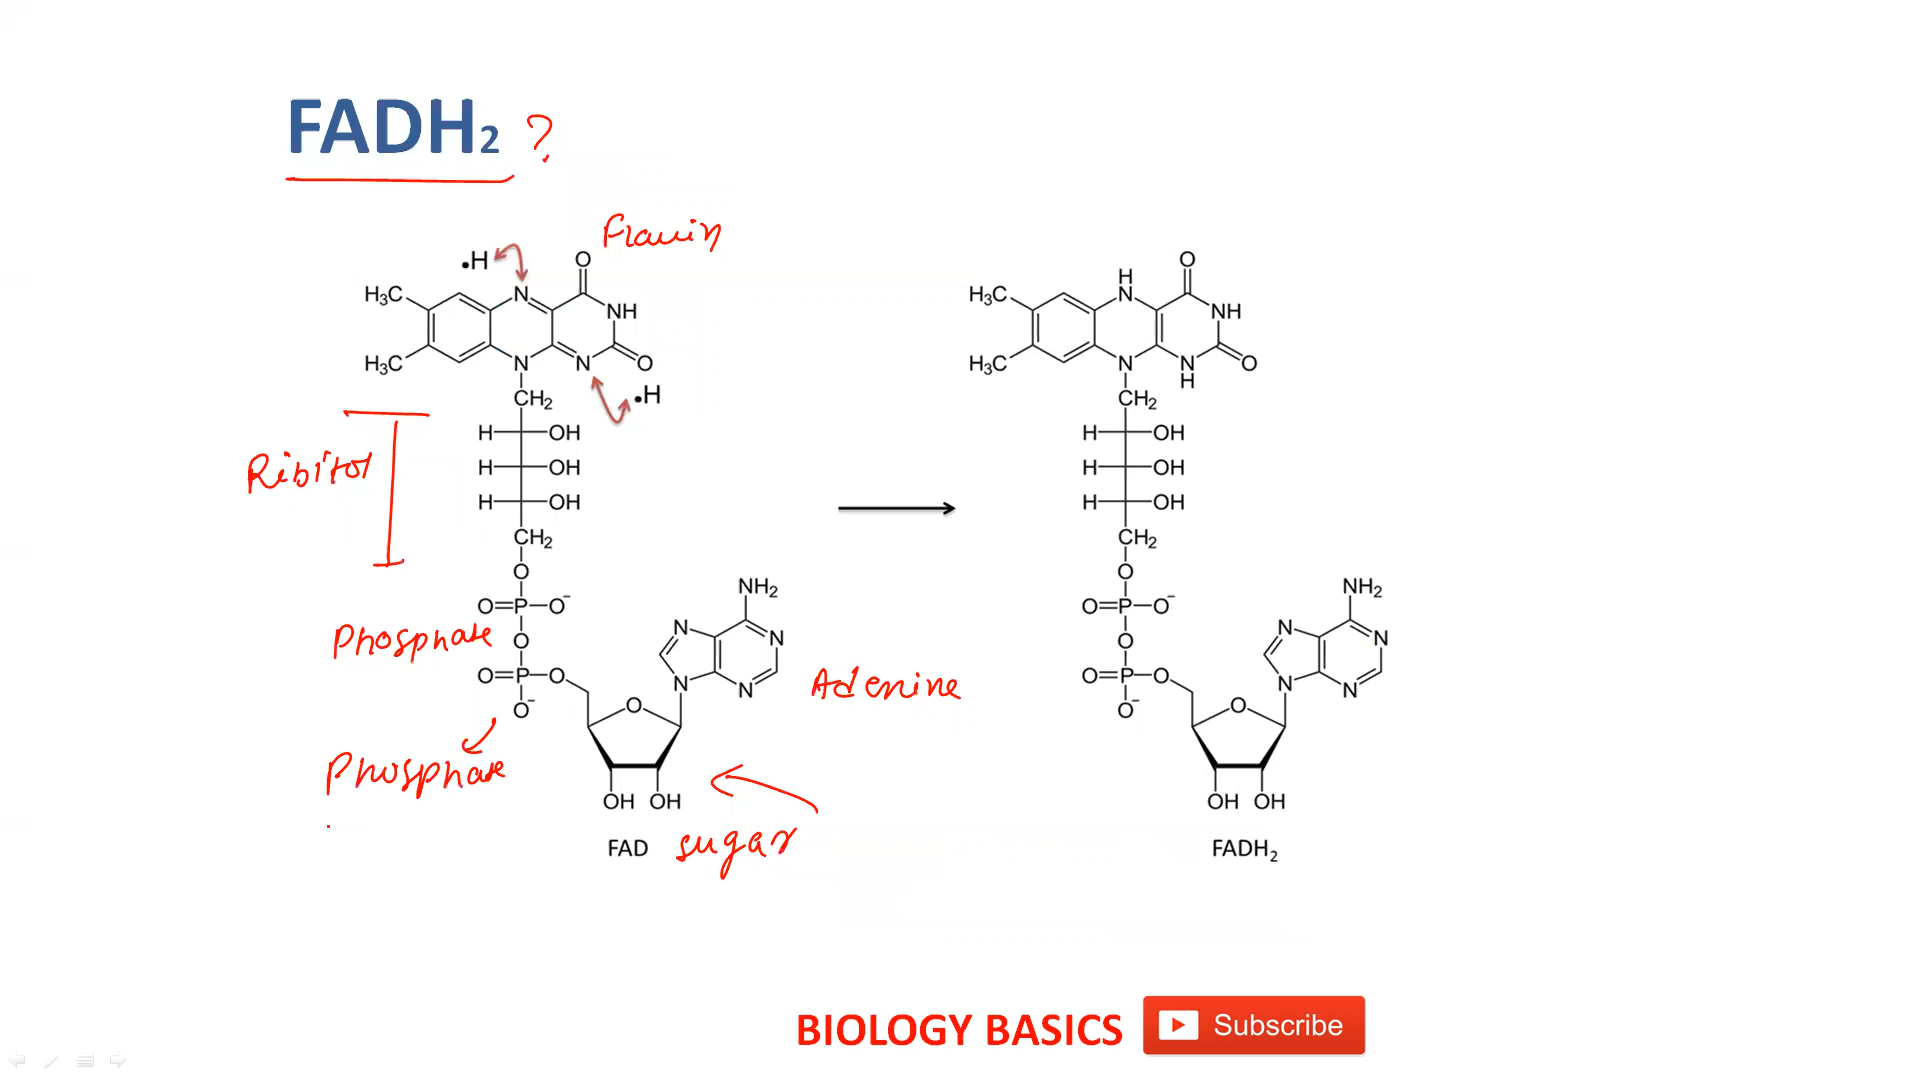 FADH2 ?
Flavin
•H
O
H3C
N
NH
H3C
N
N
O
•H
CH2
H
OH
Ribitol
H
OH
H
OH
CH2
O
O=P–O-
Phosphate
O
O=P–O
O-
Phosphate
NH2
N
N
N
N
Adenine
O
OH OH
FAD
sugar
O
H
N
H3C
NH
H3C
N
N
H
O
CH2
H
OH
H
OH
H
OH
CH2
O
O=P–O-
O
O=P–O
O-
NH2
N
N
N
N
O
OH OH
FADH2
BIOLOGY BASICS
Subscribe